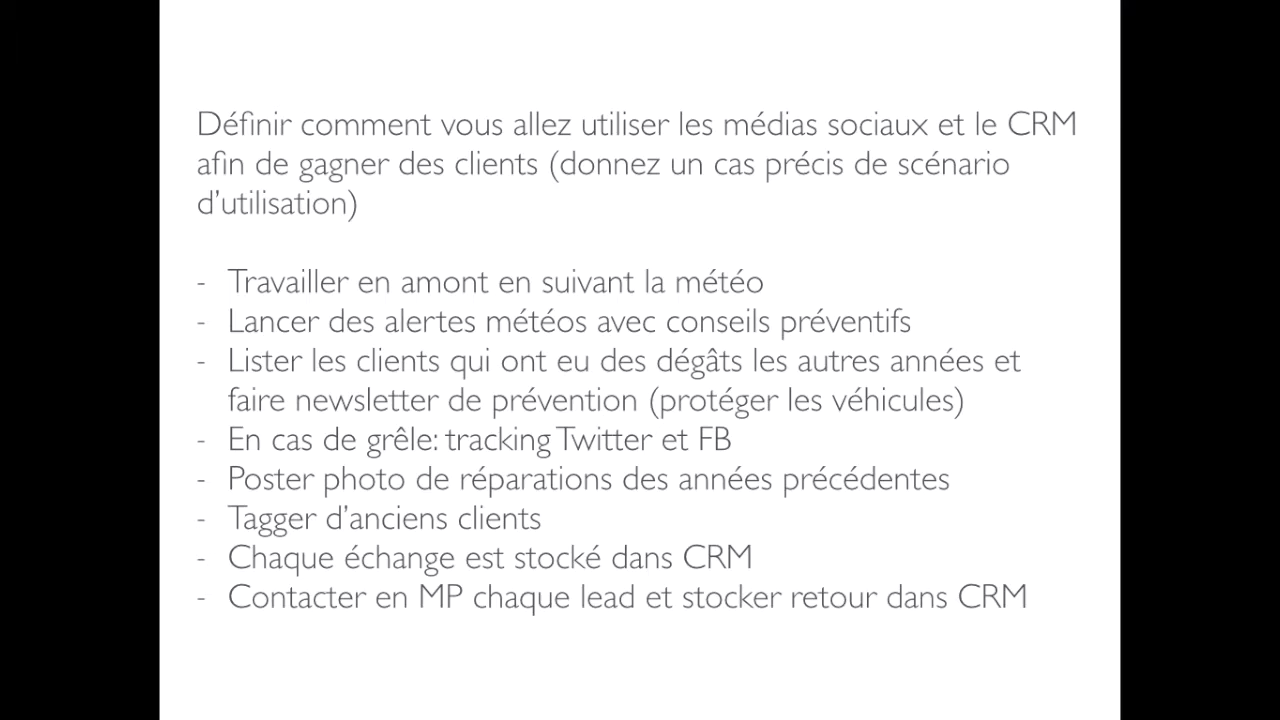 Définir comment vous allez utiliser les médias sociaux et le CRM
afin de gagner des clients (donnez un cas précis de scénario
d'utilisation)
- Travailler en amont en suivant la météo
- Lancer des alertes météos avec conseils préventifs
- Lister les clients qui ont eu des dégâts les autres années et
faire newsletter de prévention (protéger les véhicules)
- En cas de grêle: tracking Twitter et FB
- Poster photo de réparations des années précédentes
- Tagger d'anciens clients
- Chaque échange est stocké dans CRM
- Contacter en MP chaque lead et stocker retour dans CRM